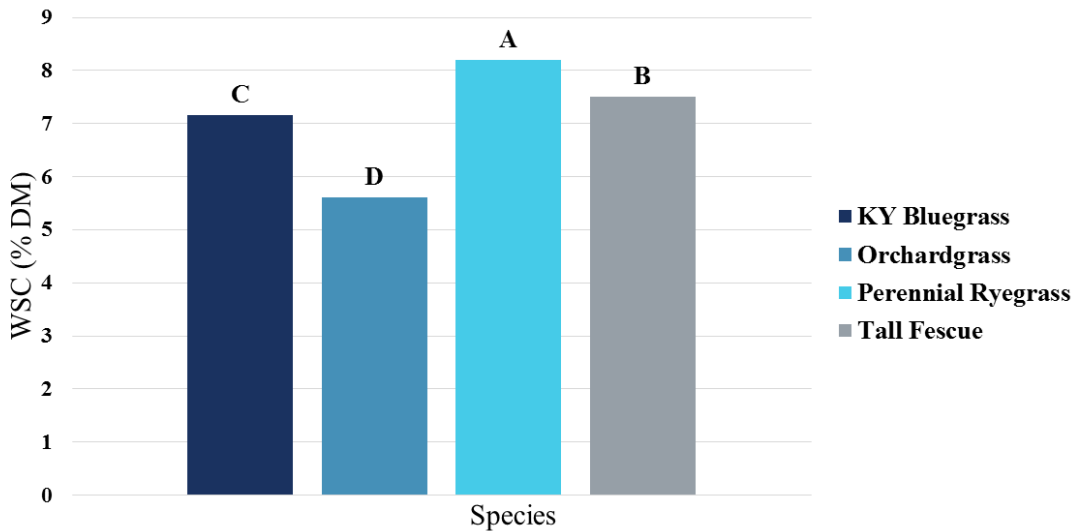 9
8
7
6
5
4
3
2
1
0
WSC (% DM)
C
D
A
B
Species
KY Bluegrass
Orchardgrass
Perennial Ryegrass
Tall Fescue